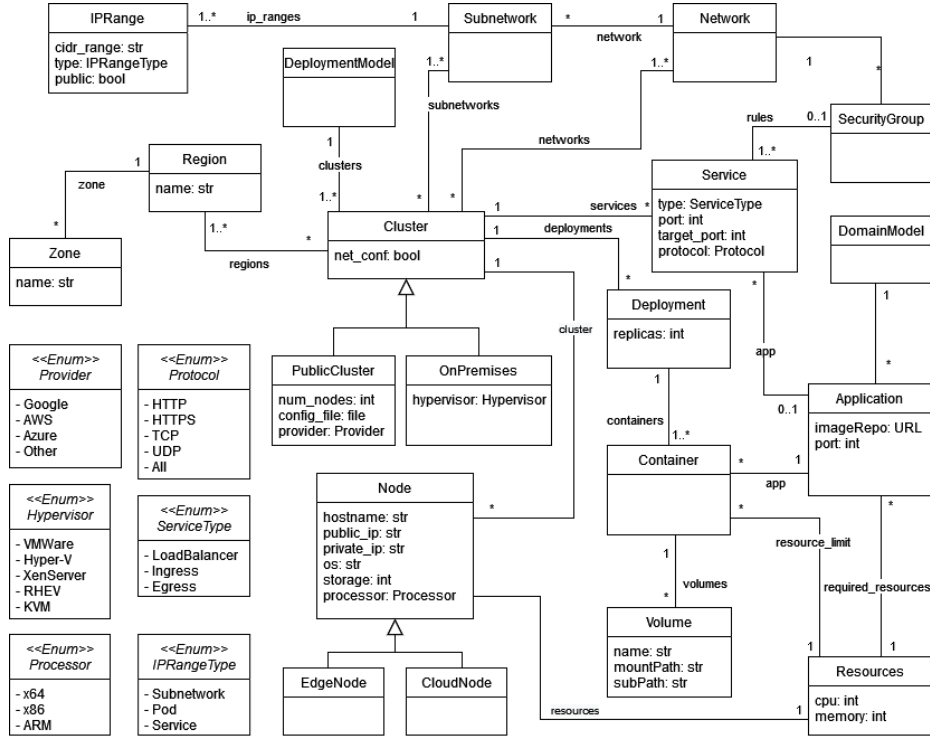 IPRange
cidr_range: str
type: IPRangeType
public: bool
1..*
ip_ranges
1
Subnetwork
*
1
network
Network
1
*
DeploymentModel
1
clusters
1..*
1..*
subnetworks
*
1..*
networks
*
SecurityGroup
0..1
rules
1..*
Region
name: str
1
zone
*
Zone
name: str
1..*
regions
*
Cluster
net_conf: bool
1
services
*
1
deployments
*
1
cluster
*
Service
type: ServiceType
port: int
target_port: int
protocol: Protocol
*
app
0..1
DomainModel
1
*
Deployment
replicas: int
1
containers
1..*
PublicCluster
num_nodes: int
config_file: file
provider: Provider
OnPremises
hypervisor: Hypervisor
Application
imageRepo: URL
port: int
Container
*
1
app
*
resource_limit
1
*
required_resources
1
1
volumes
*
Volume
name: str
mountPath: str
subPath: str
Node
hostname: str
public_ip: str
private_ip: str
os: str
storage: int
processor: Processor
EdgeNode
CloudNode
resources
1
Resources
cpu: int
memory: int
<<Enum>>
Provider
- Google
- AWS
- Azure
- Other
<<Enum>>
Protocol
- HTTP
- HTTPS
- TCP
- UDP
- All
<<Enum>>
Hypervisor
- VMWare
- Hyper-V
- XenServer
- RHEV
- KVM
<<Enum>>
ServiceType
- LoadBalancer
- Ingress
- Egress
<<Enum>>
Processor
- x64
- x86
- ARM
<<Enum>>
IPRangeType
- Subnetwork
- Pod
- Service